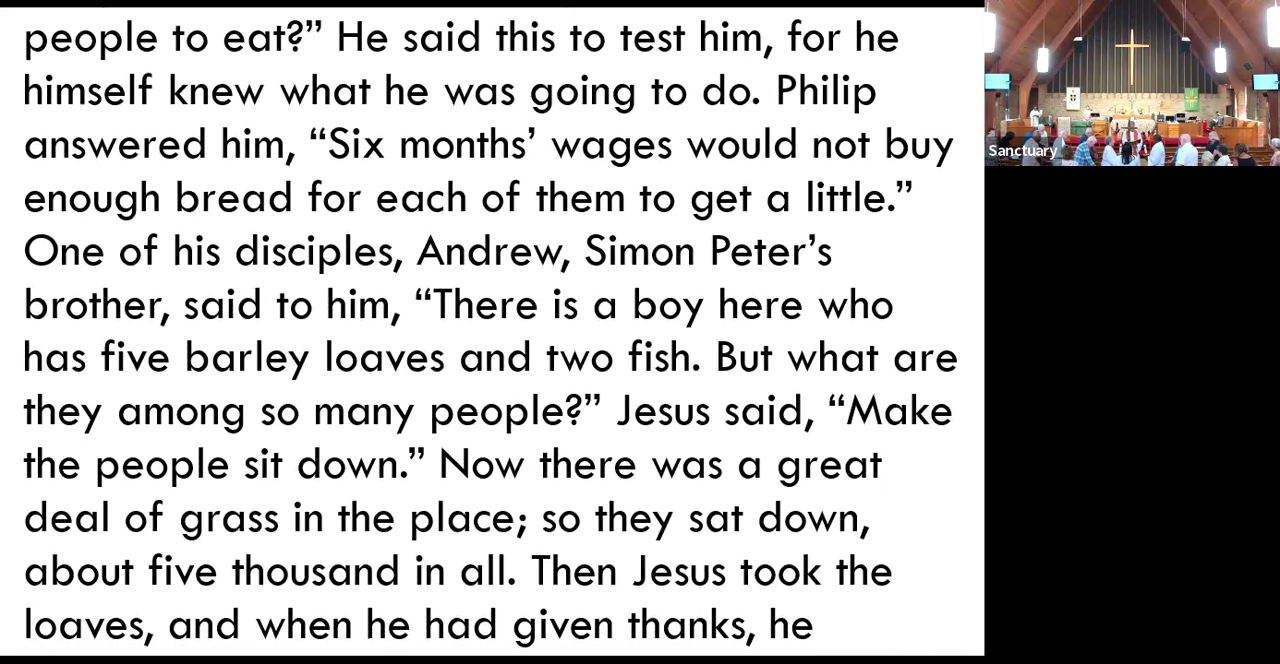 people to eat?” He said this to test him, for he
himself knew what he was going to do. Philip
answered him, “Six months’ wages would not buy
enough bread for each of them to get a little.”
One of his disciples, Andrew, Simon Peter’s
brother, said to him, “There is a boy here who
has five barley loaves and two fish. But what are
they among so many people?” Jesus said, “Make
the people sit down.” Now there was a great
deal of grass in the place; so they sat down,
about five thousand in all. Then Jesus took the
loaves, and when he had given thanks, he
Sanctuary